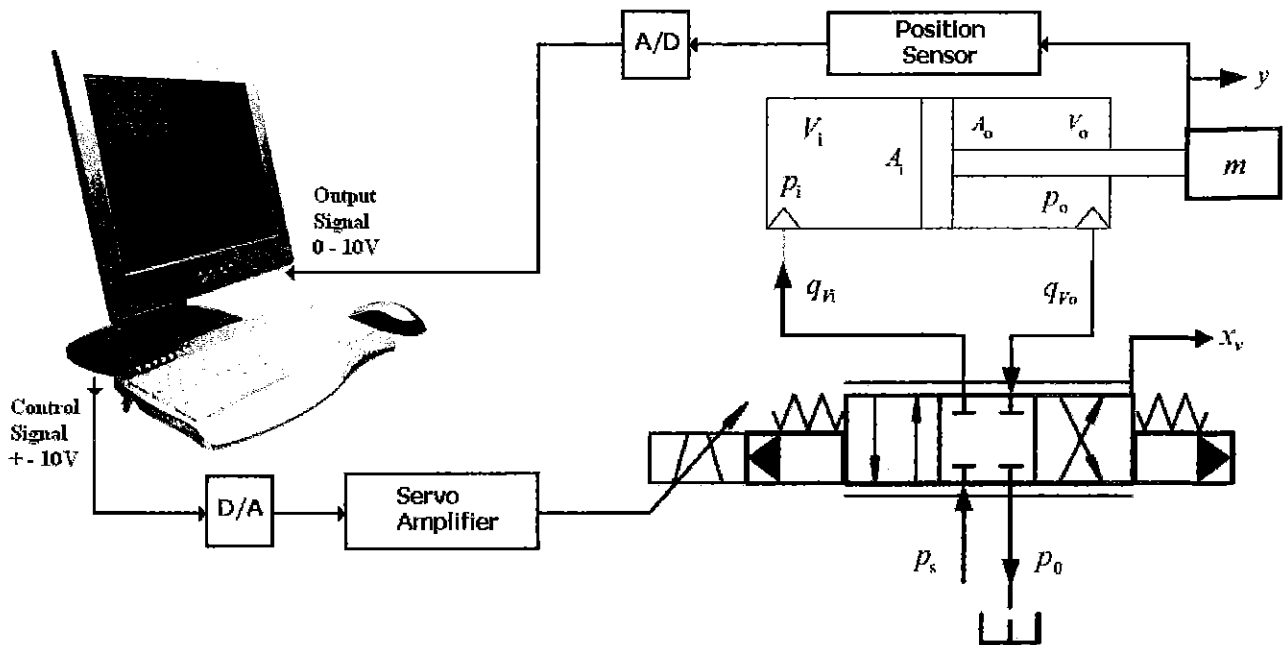 A/D
Position
Sensor
y
V_i
A_o
V_o
A_i
m
p_i
p_o
Output
Signal
0 - 10V
q_Vi
q_Vo
x_v
Control
Signal
+ - 10V
D/A
Servo
Amplifier
p_s
p_0